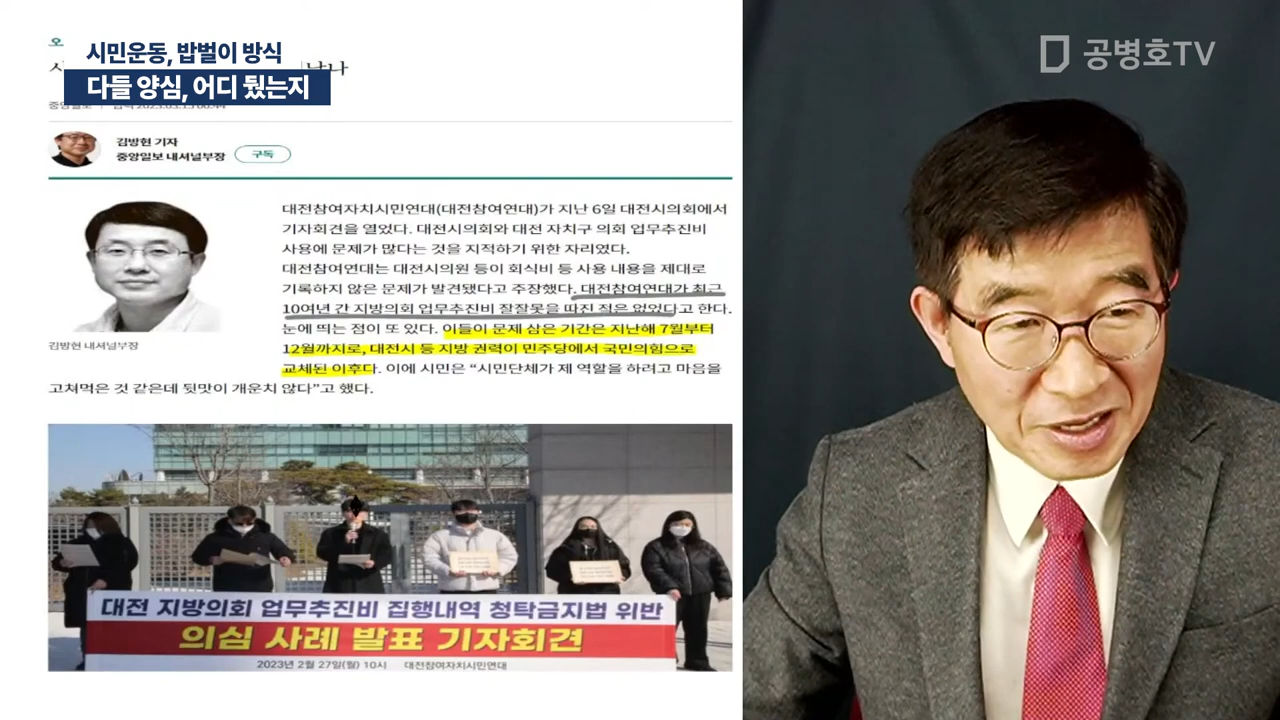 시민운동, 밥벌이 방식
다들 양심, 어디 뒀는지
공병호TV
김방현 기자
중앙일보 내셔널부장
구독
대전참여자치시민연대(대전참여연대)가 지난 6일 대전시의회에서
기자회견을 열었다. 대전시의회와 대전 자치구 의회 업무추진비
사용에 문제가 많다는 것을 지적하기 위한 자리였다.
대전참여연대는 대전시의원 등이 회식비 등 사용 내용을 제대로
기록하지 않은 문제가 발견됐다고 주장했다. 대전참여연대가 최근
10여년 간 지방의회 업무추진비 잘잘못을 따진 적은 없었다고 한다.
눈에 띄는 점이 또 있다. 이들이 문제 삼은 기간은 지난해 7월부터
12월까지로, 대전시 등 지방 권력이 민주당에서 국민의힘으로
교체된 이후다. 이에 시민은 “시민단체가 제 역할을 하려고 마음을
고쳐먹은 것 같은데 뒷맛이 개운치 않다”고 했다.
김방현 내셔널부장
대전 지방의회 업무추진비 집행내역 청탁금지법 위반
의심 사례 발표 기자회견
2023년 2월 27일(월) 10시 대전참여자치시민연대